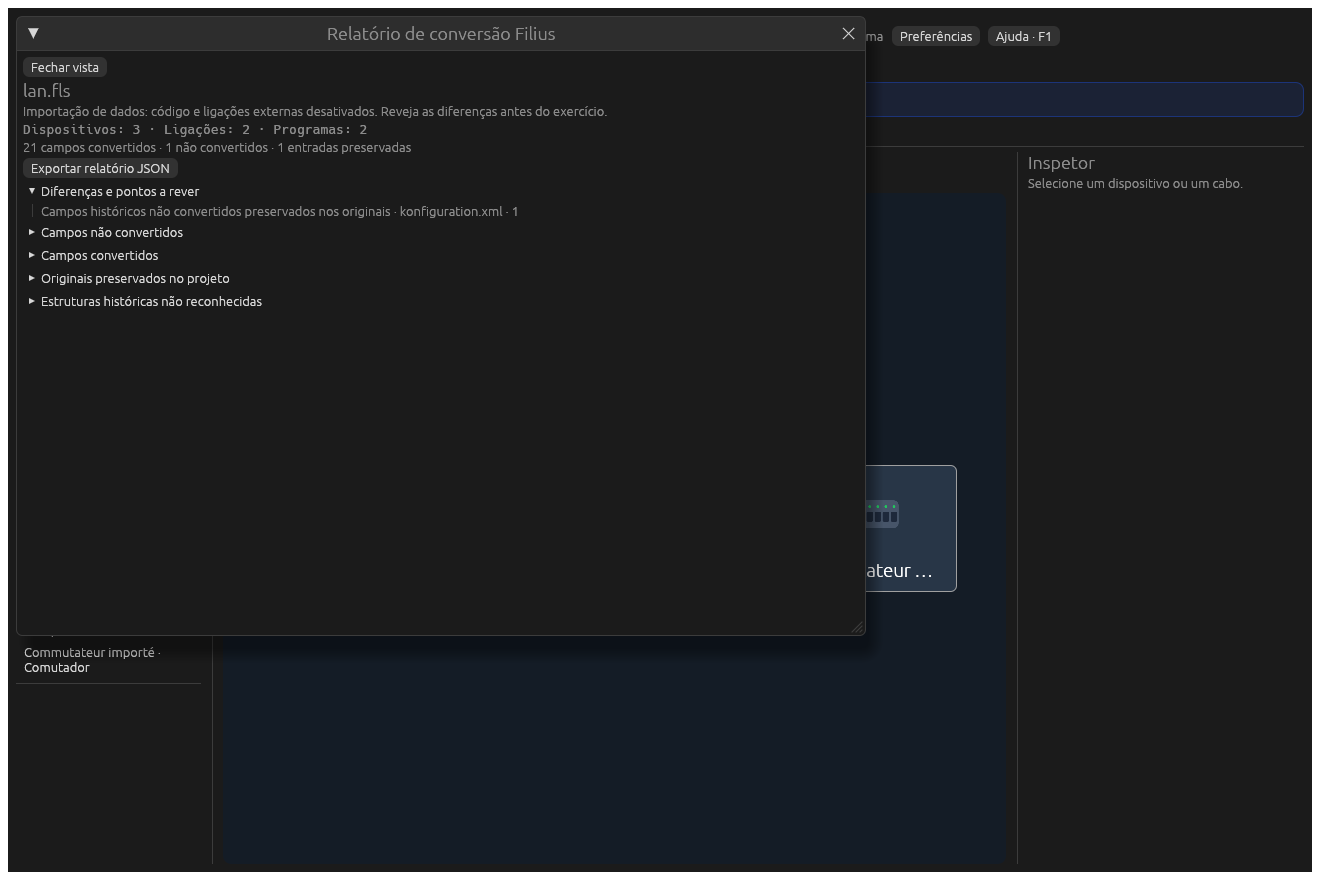 Relatório de conversão Filius
ma
Preferências
Ajuda · F1
Fechar vista
lan.fls
Importação de dados: código e ligações externas desativados. Reveja as diferenças antes do exercício.
Dispositivos: 3 · Ligações: 2 · Programas: 2
21 campos convertidos · 1 não convertidos · 1 entradas preservadas
Exportar relatório JSON
Diferenças e pontos a rever
Campos históricos não convertidos preservados nos originais · konfiguration.xml · 1
Campos não convertidos
Campos convertidos
Originais preservados no projeto
Estruturas históricas não reconhecidas
Inspetor
Selecione um dispositivo ou um cabo.
ateur ...
Commutateur importé ·
Comutador